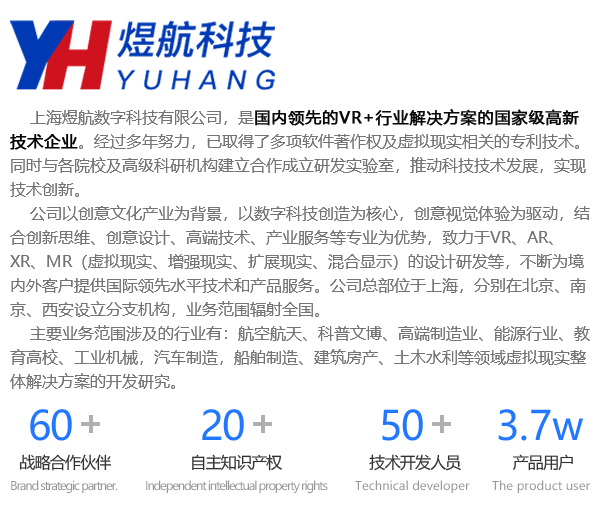 YH 煜航科技
YUHANG
上海煜航数字科技有限公司，是国内领先的VR+行业解决方案的国家级高新
技术企业。经过多年努力，已取得了多项软件著作权及虚拟现实相关的专利技术。
同时与各院校及高级科研机构建立合作成立研发实验室，推动科技技术发展，实现
技术创新。
公司以创意文化产业为背景，以数字科技创造为核心，创意视觉体验为驱动，结
合创新思维、创意设计、高端技术、产业服务等专业为优势，致力于VR、AR、
XR、MR（虚拟现实、增强现实、扩展现实、混合显示）的设计研发等，不断为境
内外客户提供国际领先水平技术和产品服务。公司总部位于上海，分别在北京、南
京、西安设立分支机构，业务范围辐射全国。
主要业务范围涉及的行业有：航空航天、科普文博、高端制造业、能源行业、教
育高校、工业机械，汽车制造，船舶制造、建筑房产、土木水利等领域虚拟现实整
体解决方案的开发研究。
60+ 20+ 50+ 3.7w
战略合作伙伴 自主知识产权 技术开发人员 产品用户
Brand strategic partner. Independent intellectual property rights Technical developer The product user